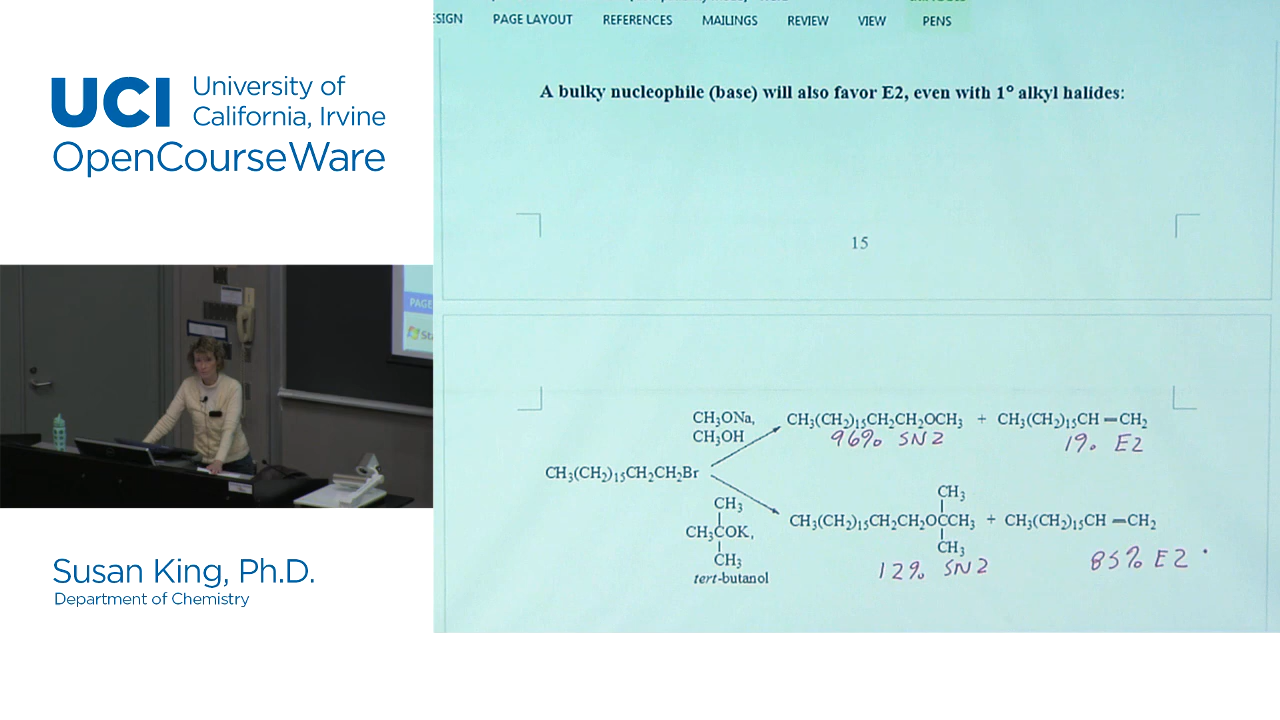 UCI University of
California, Irvine
OpenCourseWare
PAGE
Sta
Susan King, Ph.D.
Department of Chemistry
ESIGN PAGE LAYOUT REFERENCES MAILINGS REVIEW VIEW PENS
A bulky nucleophile (base) will also favor E2, even with 1° alkyl halides:
15
CH₃ONa,
CH₃OH
CH₃(CH₂)₁₅CH₂CH₂OCH₃ + CH₃(CH₂)₁₅CH=CH₂
96% SN2 1% E2
CH₃(CH₂)₁₅CH₂CH₂Br
CH₃
CH₃COK,
CH₃
tert-butanol
CH₃
CH₃(CH₂)₁₅CH₂CH₂OCCH₃ + CH₃(CH₂)₁₅CH=CH₂
CH₃
12% SN2 85% E2